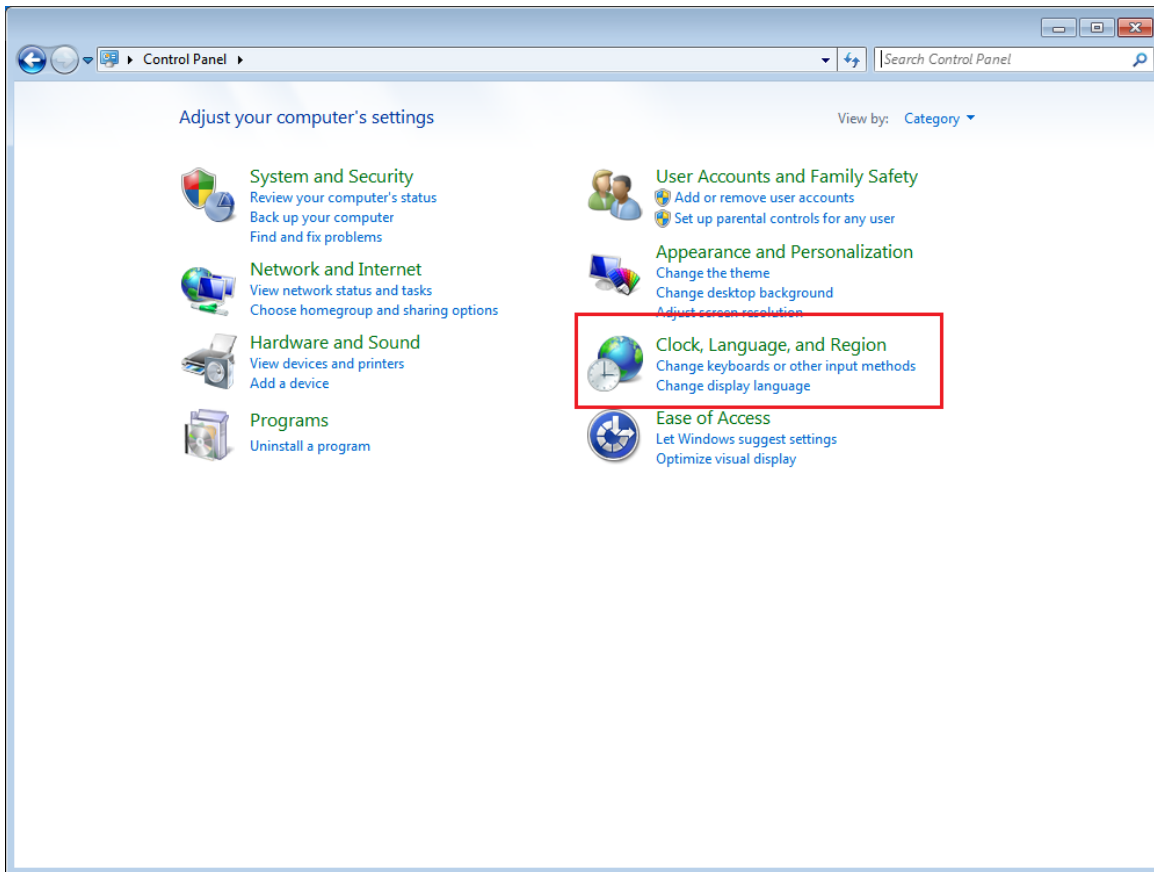 Control Panel
Search Control Panel
Adjust your computer's settings
View by: Category
System and Security
Review your computer's status
Back up your computer
Find and fix problems
Network and Internet
View network status and tasks
Choose homegroup and sharing options
Hardware and Sound
View devices and printers
Add a device
Programs
Uninstall a program
User Accounts and Family Safety
Add or remove user accounts
Set up parental controls for any user
Appearance and Personalization
Change the theme
Change desktop background
Adjust screen resolution
Clock, Language, and Region
Change keyboards or other input methods
Change display language
Ease of Access
Let Windows suggest settings
Optimize visual display